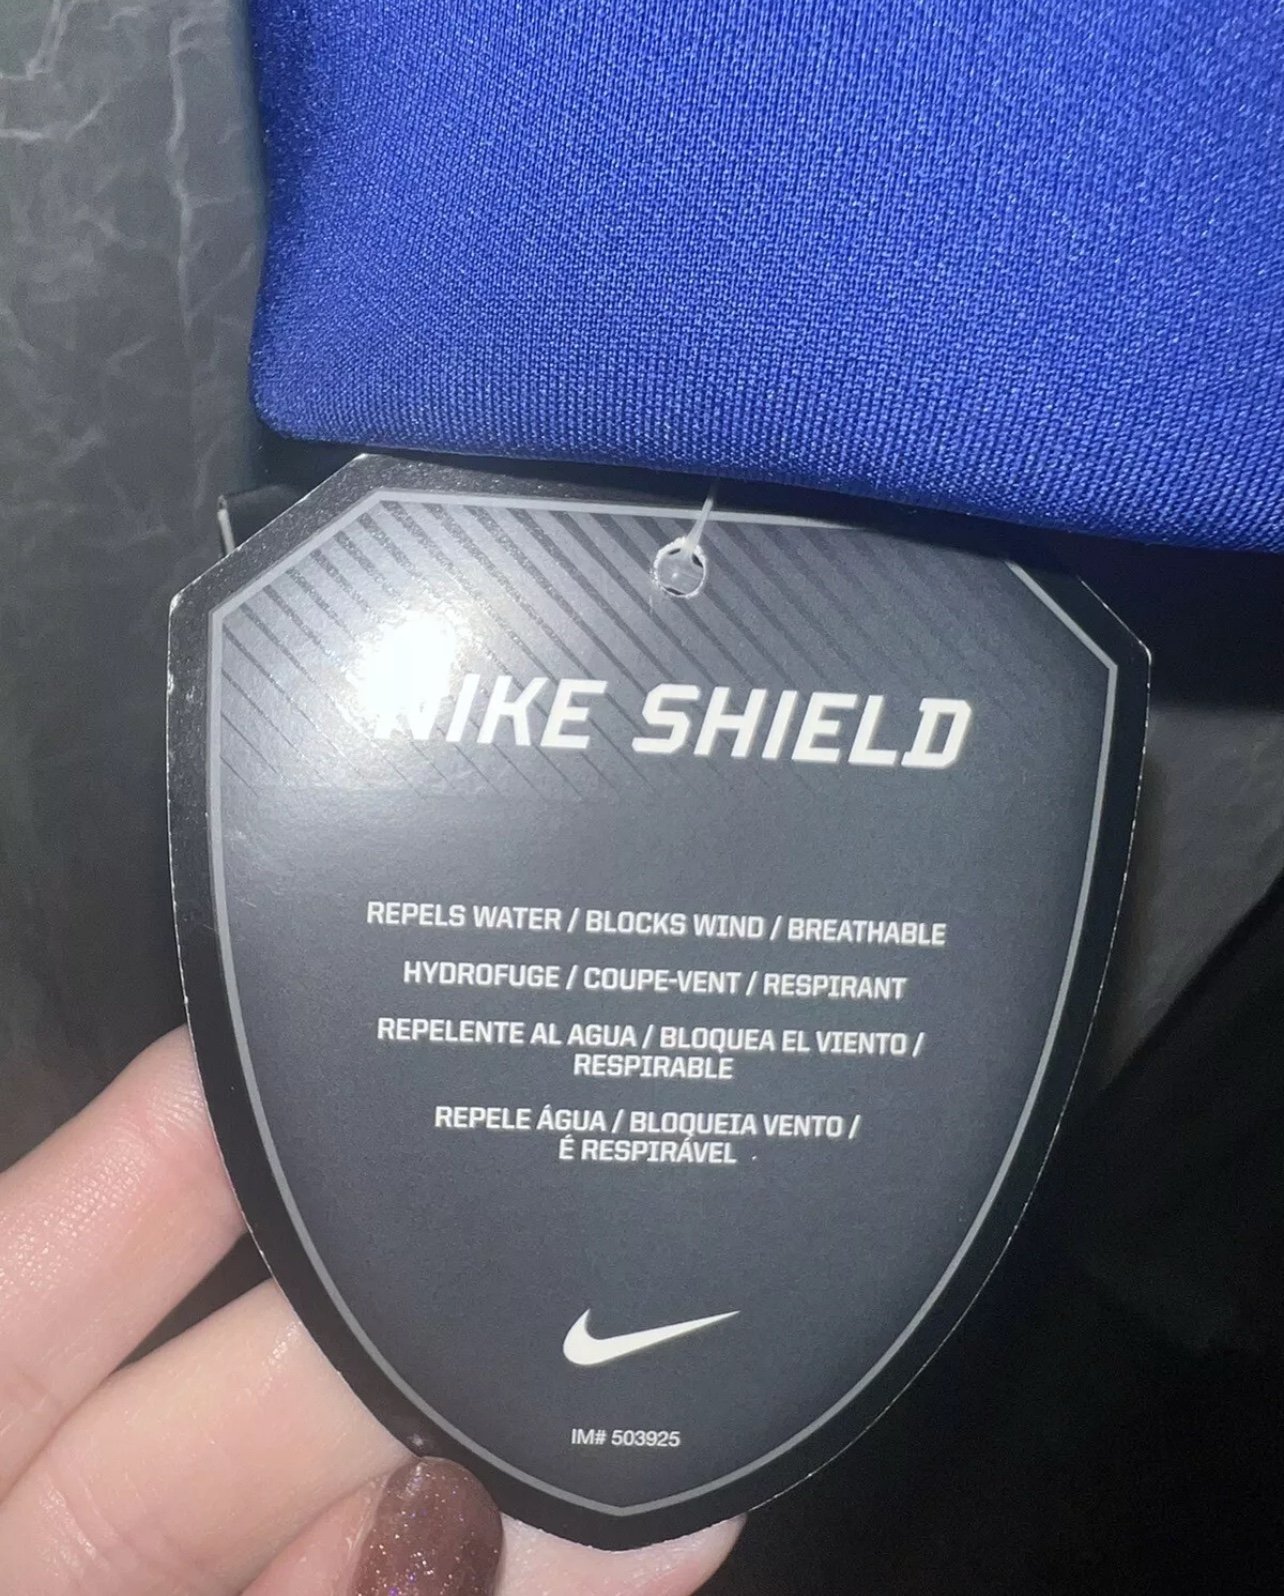 NIKE SHIELD
REPELS WATER / BLOCKS WIND / BREATHABLE
HYDROFUGE / COUPE-VENT / RESPIRANT
REPELENTE AL AGUA / BLOQUEA EL VIENTO /
RESPIRABLE
REPELE ÁGUA / BLOQUEIA VENTO /
É RESPIRÁVEL
IM# 503925